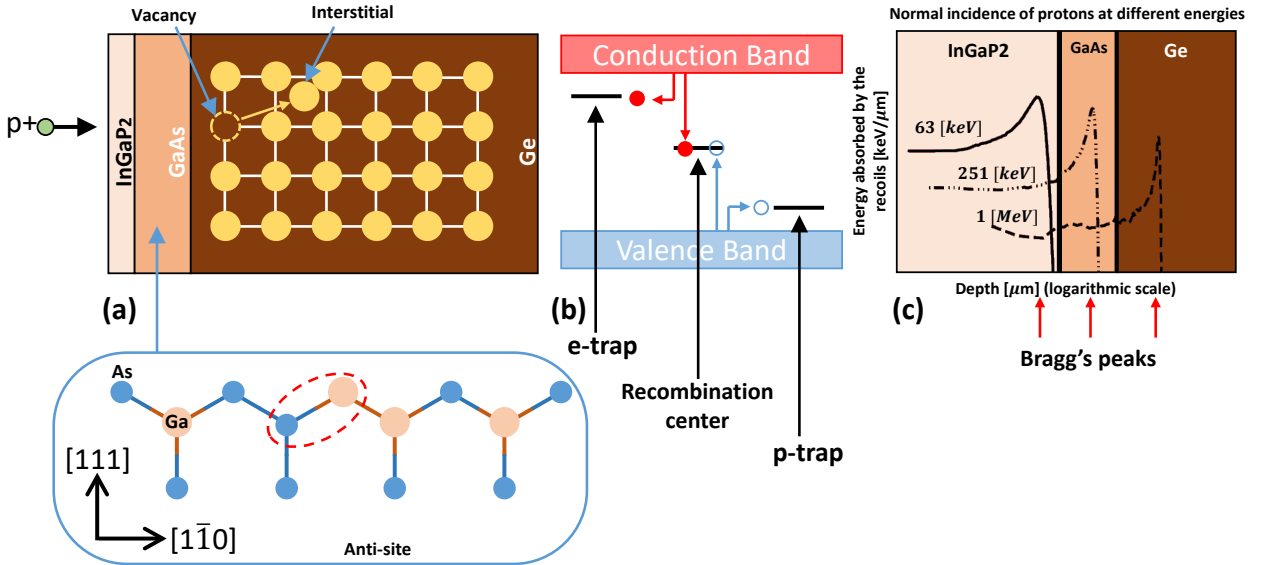 Vacancy
Interstitial
p+
InGaP2
GaAs
Ge
(a)
As
Ga
[111]
[11̅0]
Anti-site
Conduction Band
Valence Band
(b)
e-trap
Recombination
center
p-trap
Normal incidence of protons at different energies
InGaP2
GaAs
Ge
Energy absorbed by the
recoils [keV/μm]
63 [keV]
251 [keV]
1 [MeV]
Depth [μm] (logarithmic scale)
(c)
Bragg's peaks